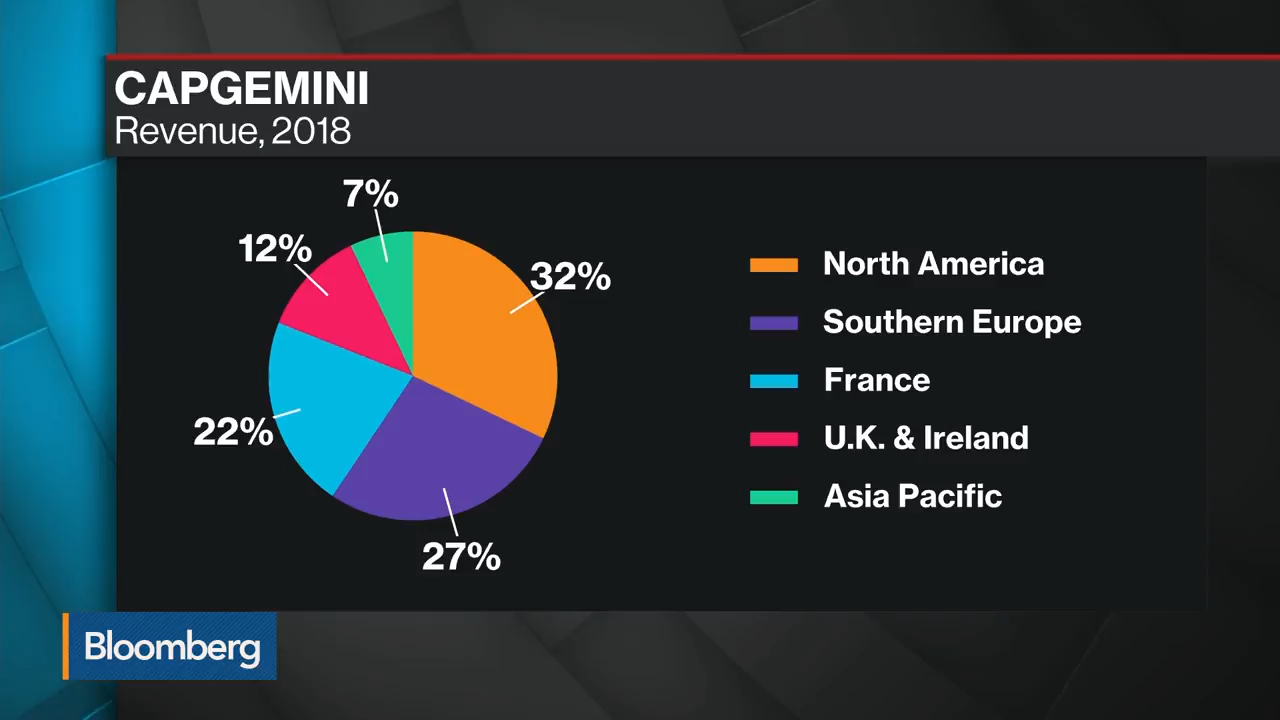 CAPGEMINI
Revenue, 2018
7%
12%
32%
22%
27%
North America
Southern Europe
France
U.K. & Ireland
Asia Pacific
Bloomberg